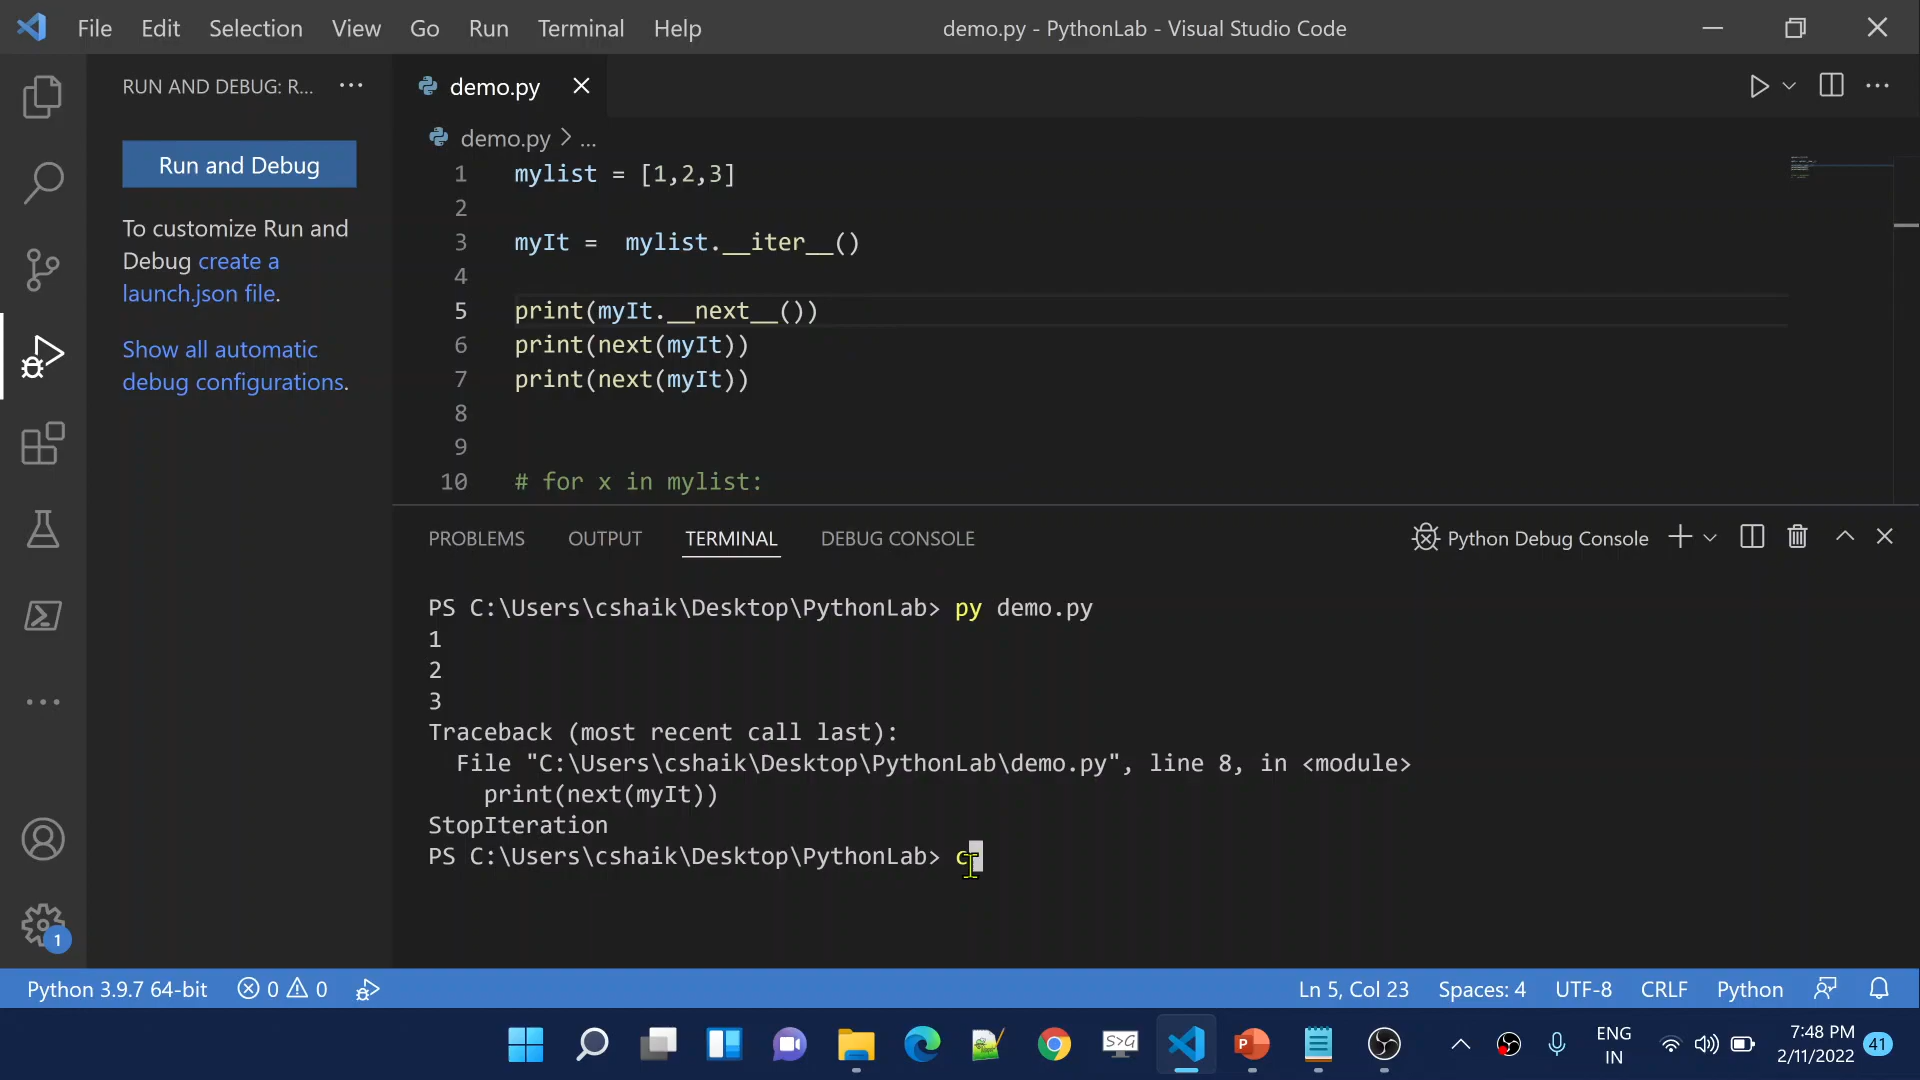 File Edit Selection View Go Run Terminal Help
demo.py - PythonLab - Visual Studio Code
RUN AND DEBUG: R... ···
demo.py
Run and Debug
To customize Run and
Debug create a
launch.json file.
Show all automatic
debug configurations.
demo.py > ...
1 mylist = [1,2,3]
2
3 myIt =  mylist.__iter__()
4
5 print(myIt.__next__())
6 print(next(myIt))
7 print(next(myIt))
8
9
10 # for x in mylist:
PROBLEMS OUTPUT TERMINAL DEBUG CONSOLE
Python Debug Console
PS C:\Users\cshaik\Desktop\PythonLab> py demo.py
1
2
3
Traceback (most recent call last):
  File "C:\Users\cshaik\Desktop\PythonLab\demo.py", line 8, in <module>
    print(next(myIt))
StopIteration
PS C:\Users\cshaik\Desktop\PythonLab> c
1
Python 3.9.7 64-bit 0 0
Ln 5, Col 23 Spaces: 4 UTF-8 CRLF Python
S>G
P
ENG
IN
7:48 PM
2/11/2022
41